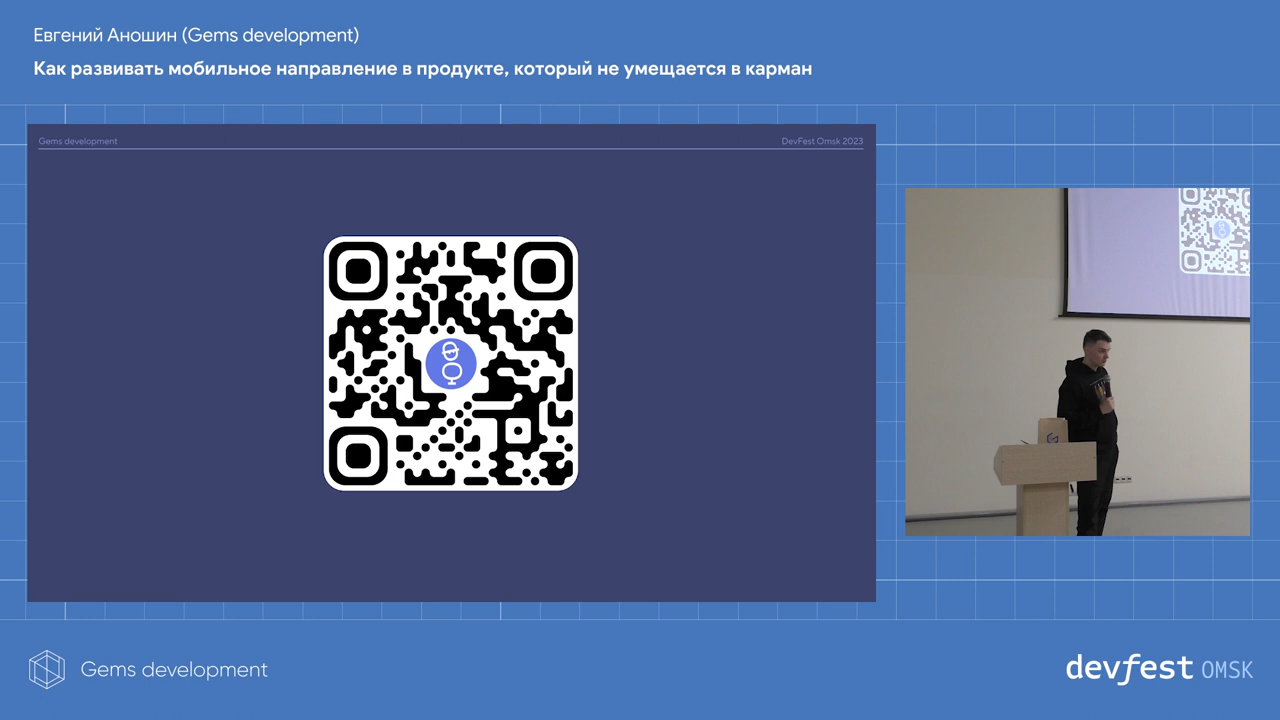 Евгений Аношин (Gems development)
Как развивать мобильное направление в продукте, который не умещается в карман
Gems development
DevFest Omsk 2023
Gems development
devfest OMSK